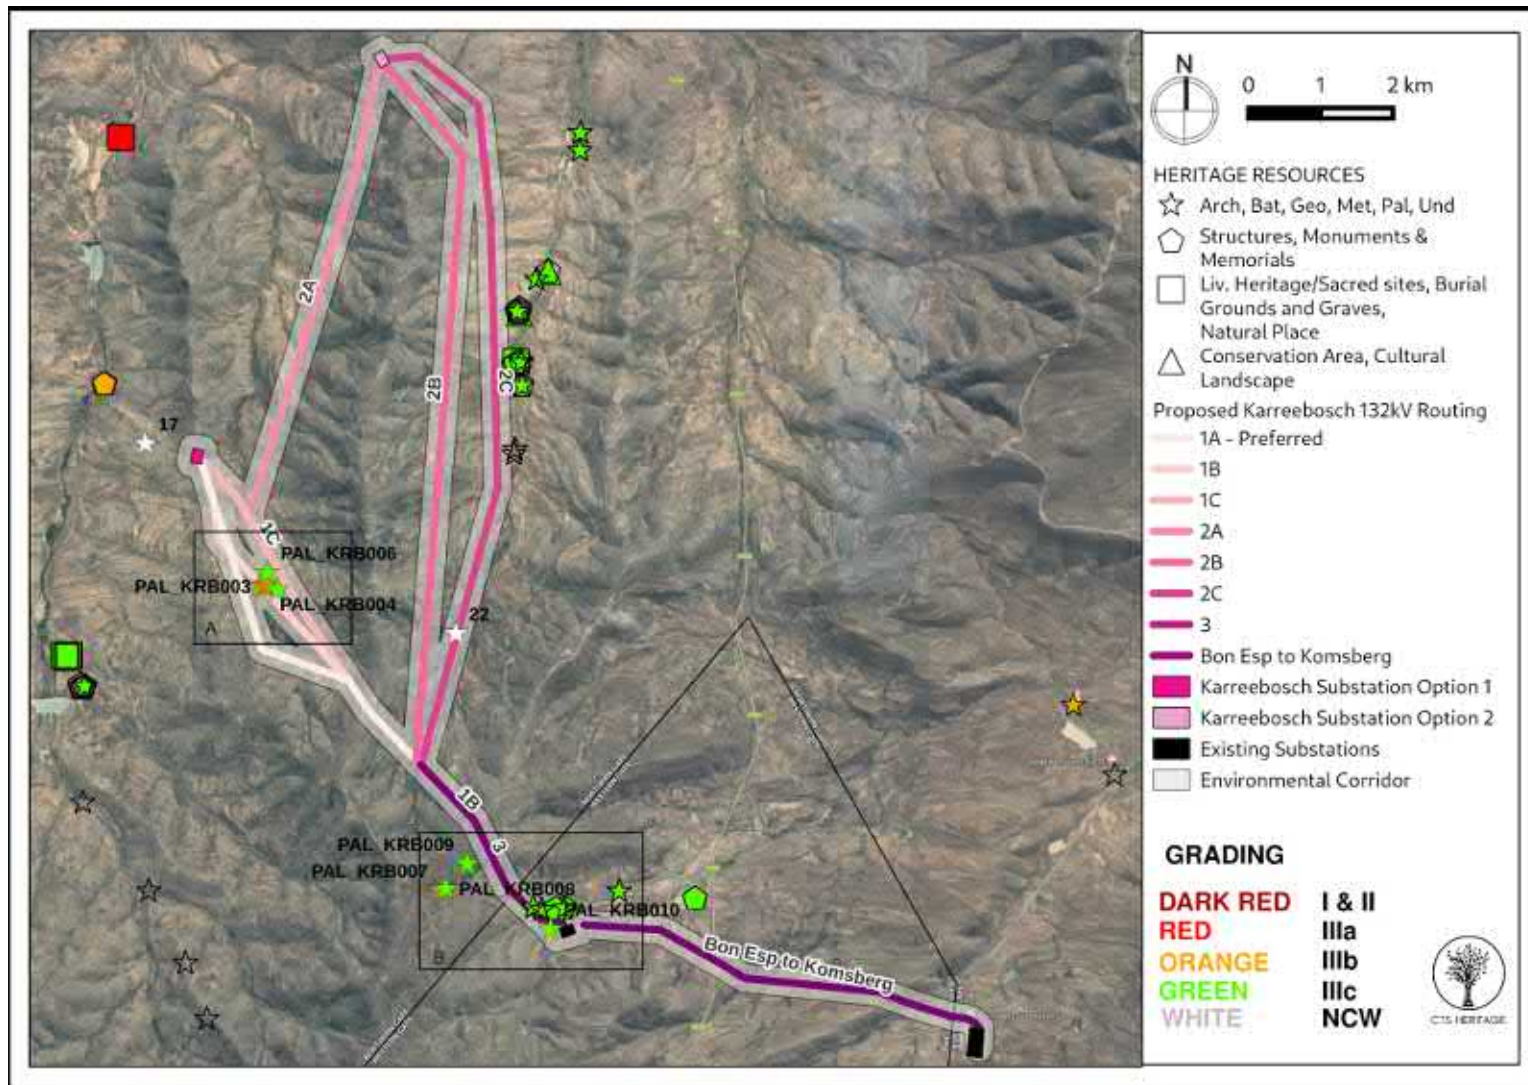 2A
2B
2C
17
1C
PAL_KRB006
PAL_KRB003
PAL_KRB004
A
22
1B
3
PAL_KRB009
PAL_KRB007
PAL_KRB008
PAL_KRB010
B
Bon Esp to Komsberg
N
0 1 2 km
HERITAGE RESOURCES
Arch, Bat, Geo, Met, Pal, Und
Structures, Monuments &
Memorials
Liv. Heritage/Sacred sites, Burial
Grounds and Graves,
Natural Place
Conservation Area, Cultural
Landscape
Proposed Karreebosch 132kV Routing
1A - Preferred
1B
1C
2A
2B
2C
3
Bon Esp to Komsberg
Karreebosch Substation Option 1
Karreebosch Substation Option 2
Existing Substations
Environmental Corridor
GRADING
DARK RED I & II
RED IIIa
ORANGE IIIb
GREEN IIIc
WHITE NCW
CTS HERITAGE